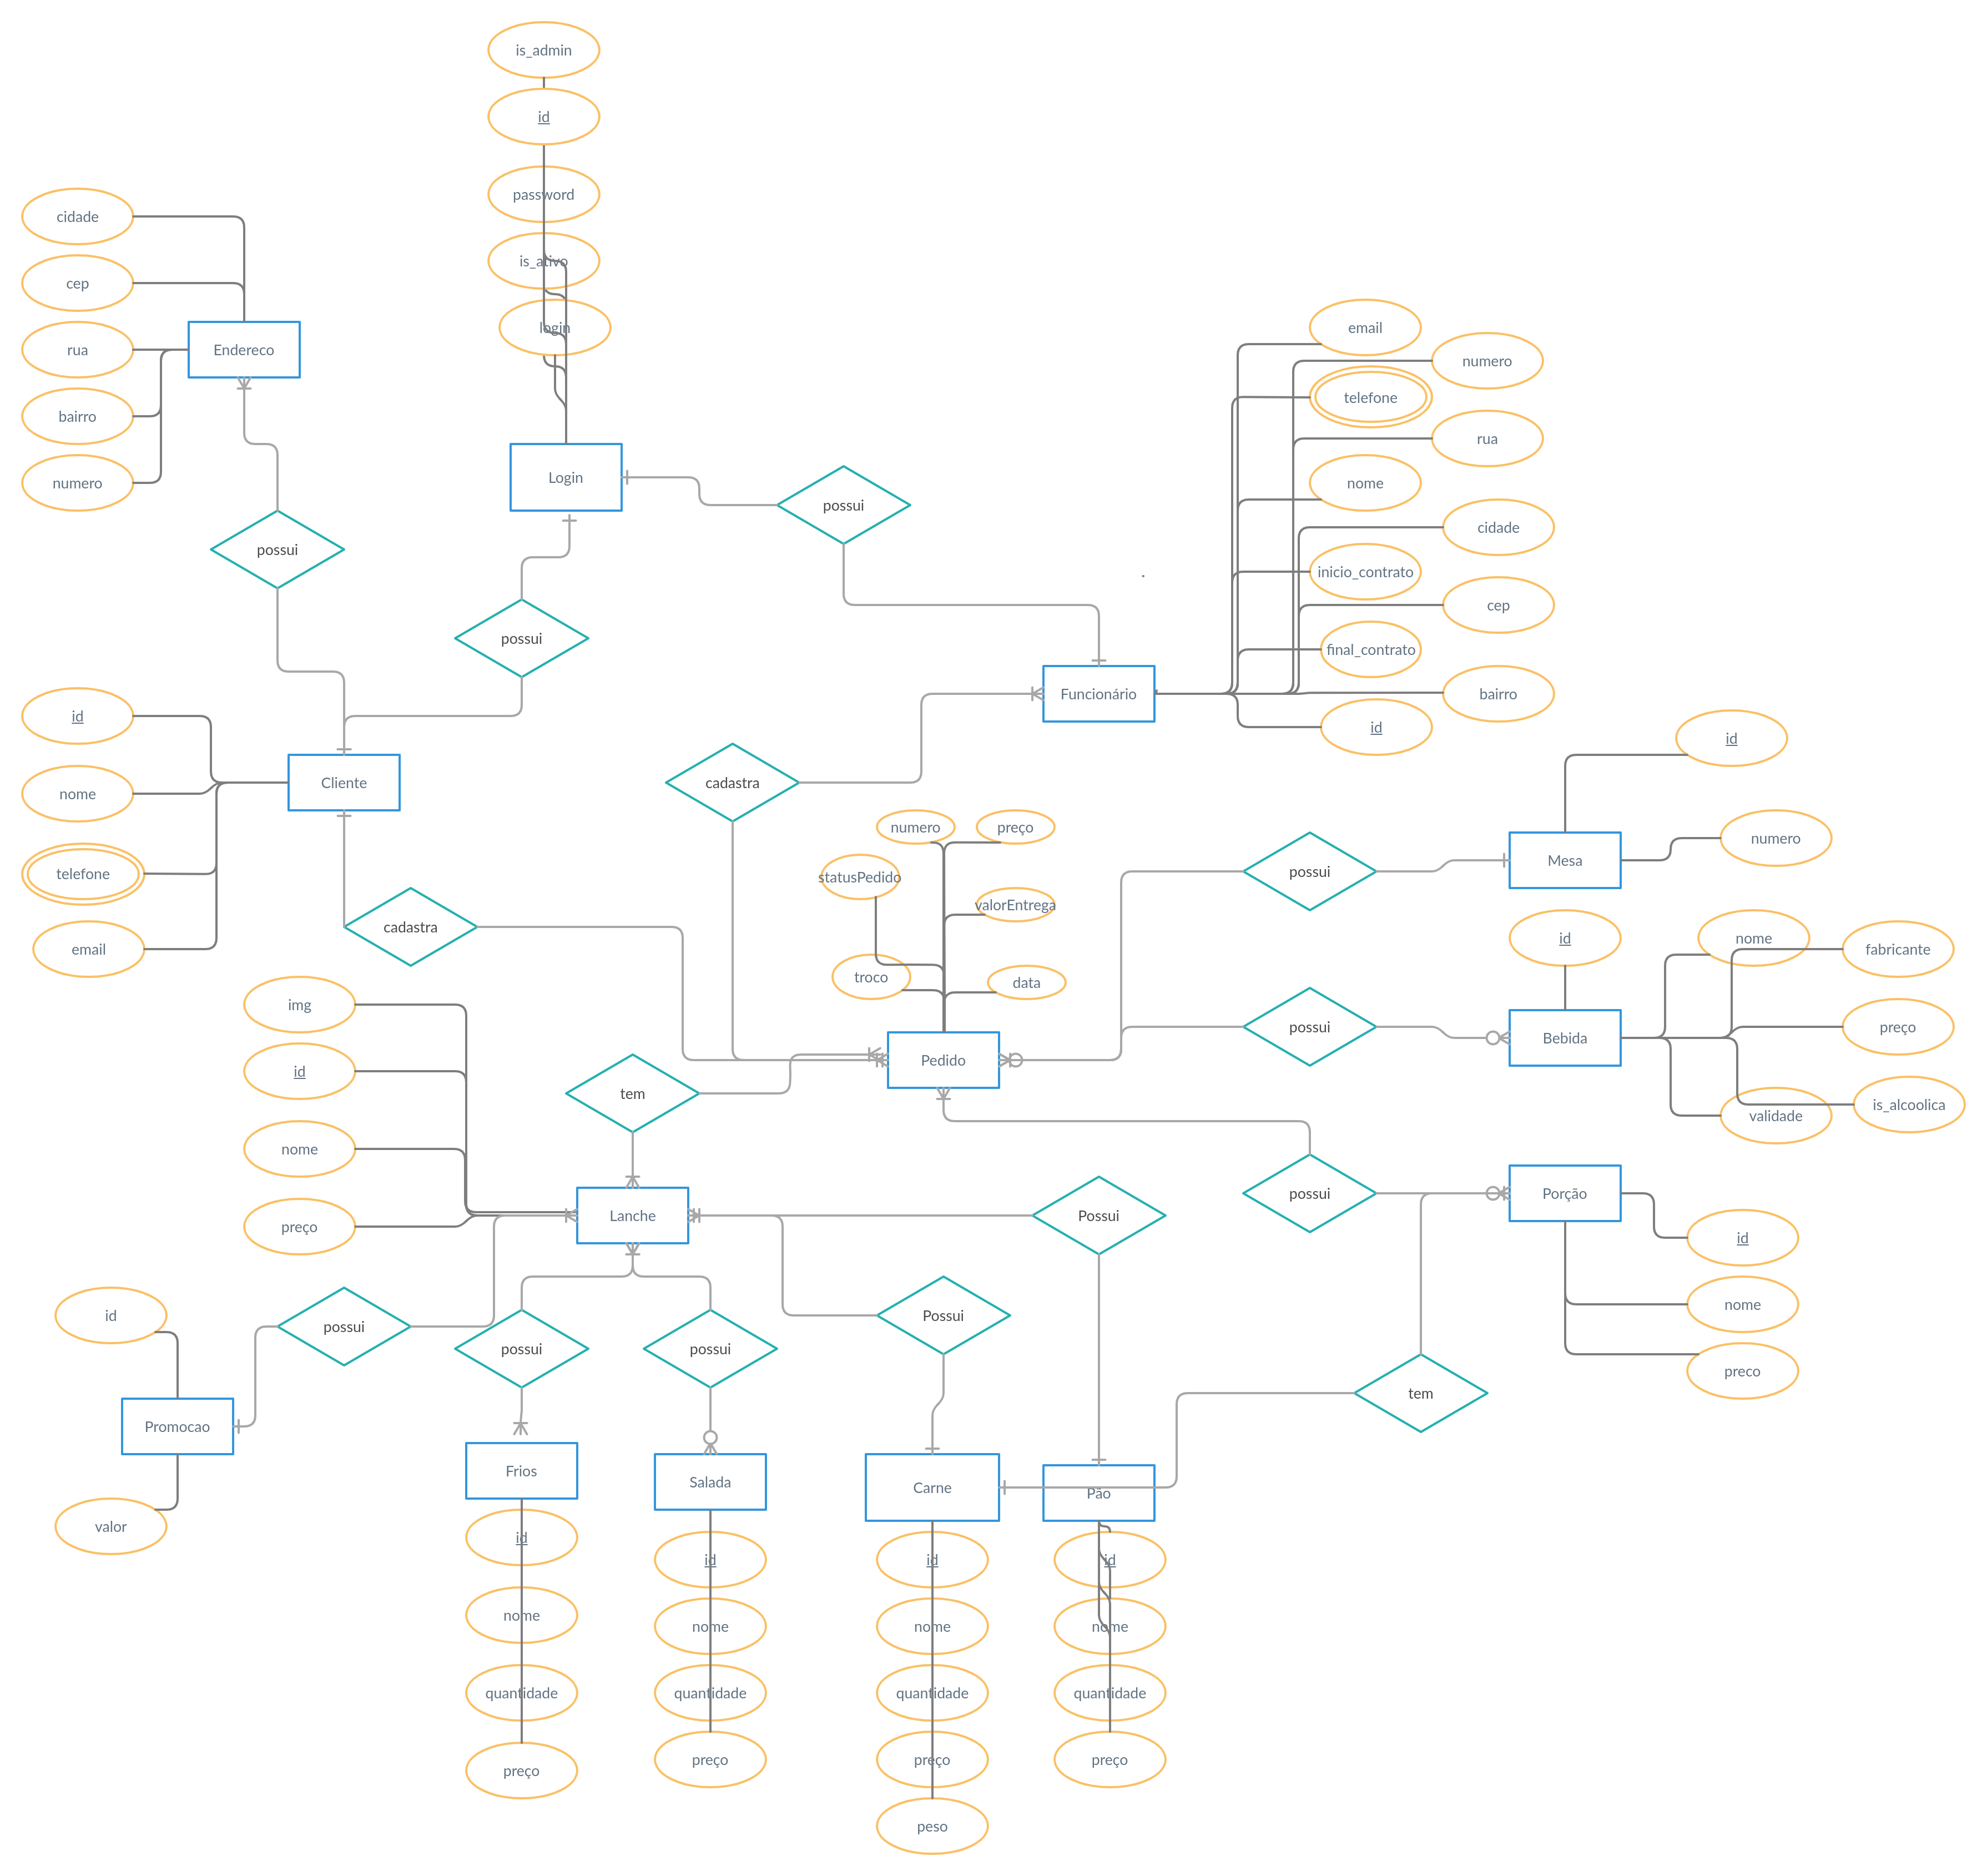 is_admin
id
password
is_ativo
login
Login
cidade
cep
rua
bairro
numero
Endereco
possui
possui
possui
email
numero
telefone
rua
nome
cidade
inicio_contrato
cep
final_contrato
bairro
id
Funcionário
id
nome
telefone
email
Cliente
cadastra
cadastra
numero
preço
statusPedido
valorEntrega
troco
data
Pedido
possui
Mesa
id
numero
possui
Bebida
id
nome
fabricante
preço
is_alcoolica
validade
img
id
nome
preço
tem
Lanche
Possui
possui
Porção
id
nome
preco
id
possui
possui
possui
Possui
tem
Promocao
valor
Frios
Salada
Carne
Pão
id
nome
quantidade
preço
id
nome
quantidade
preço
id
nome
quantidade
preço
peso
id
nome
quantidade
preço